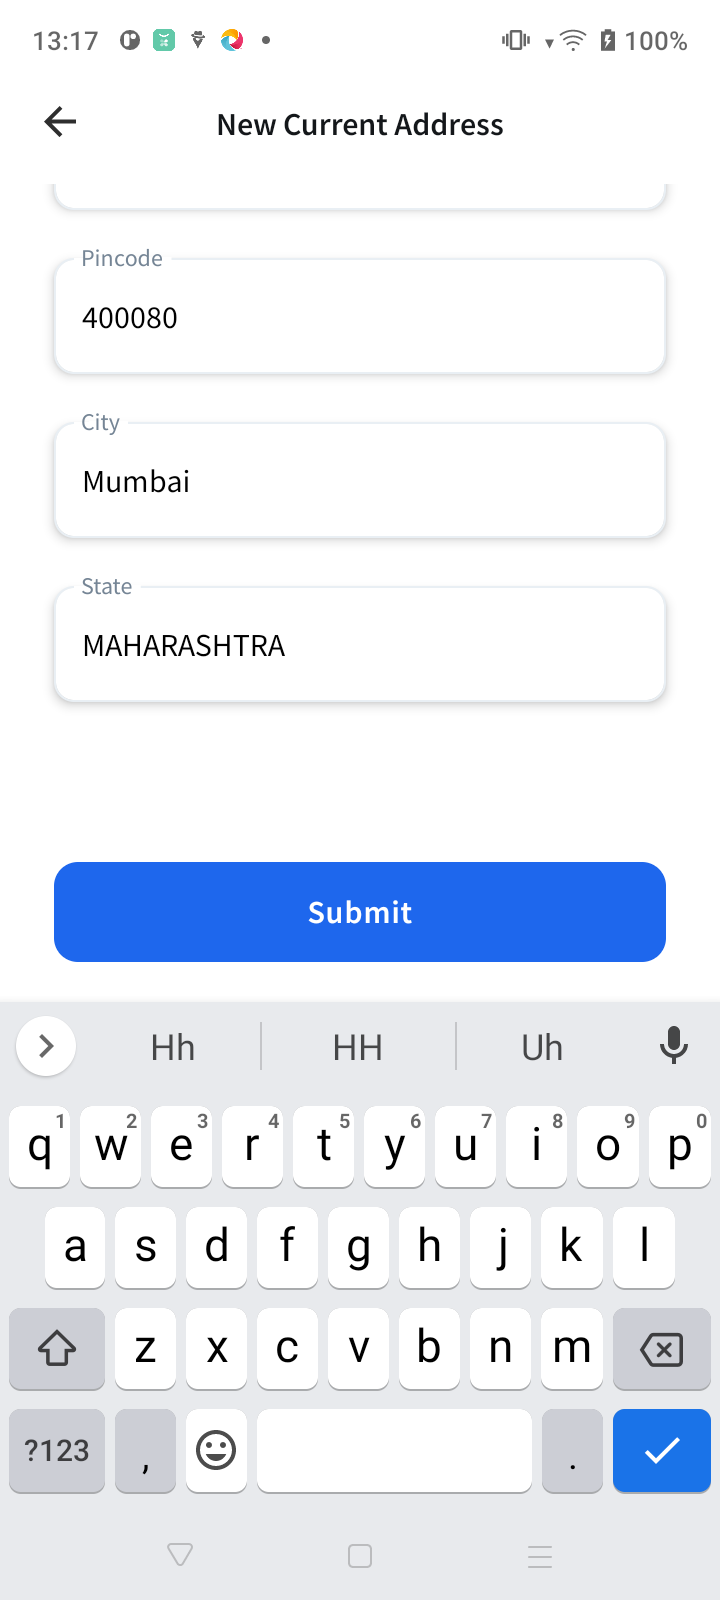 13:17 100%
New Current Address
Pincode
400080
City
Mumbai
State
MAHARASHTRA
Submit
Hh HH Uh
q1 w2 e3 r4 t5 y6 u7 i8 o9 p0
a s d f g h j k l
z x c v b n m
?123 , .